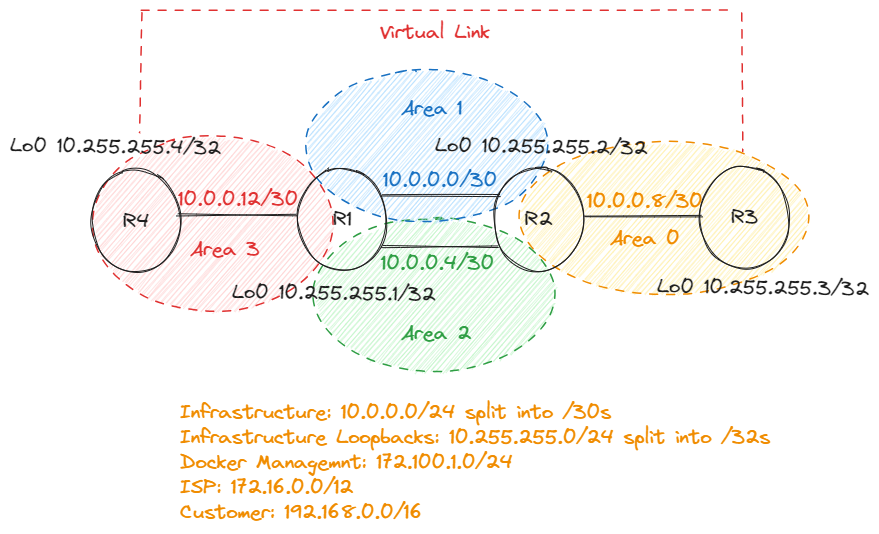 Virtual Link
Area 1
Lo0 10.255.255.4/32
Lo0 10.255.255.2/32
10.0.0.12/30
10.0.0.0/30
10.0.0.8/30
R4
R1
R2
R3
Area 3
10.0.0.4/30
Area 0
Lo0 10.255.255.1/32
Lo0 10.255.255.3/32
Area 2
Infrastructure: 10.0.0.0/24 split into /30s
Infrastructure Loopbacks: 10.255.255.0/24 split into /32s
Docker Managemnt: 172.100.1.0/24
ISP: 172.16.0.0/12
Customer: 192.168.0.0/16